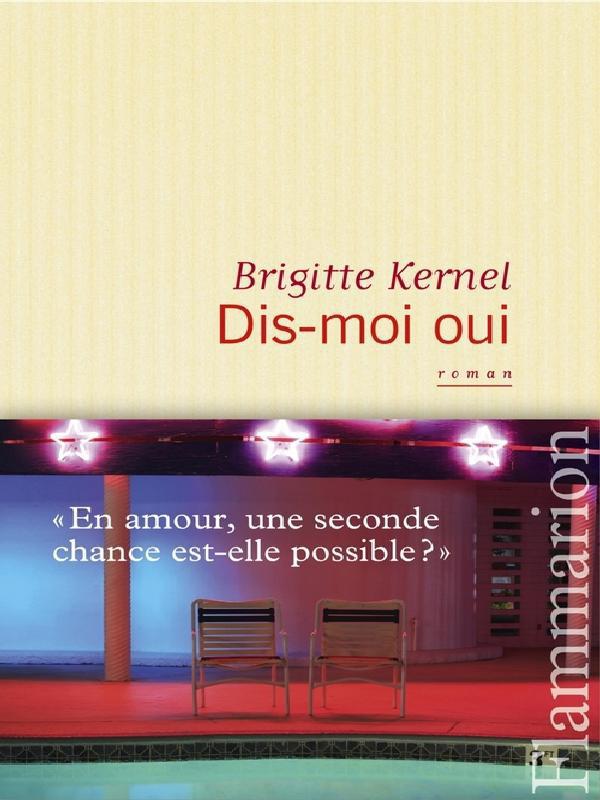 Brigitte Kernel
Dis-moi oui
roman
« En amour, une seconde
chance est-elle possible ? »
Flammarion